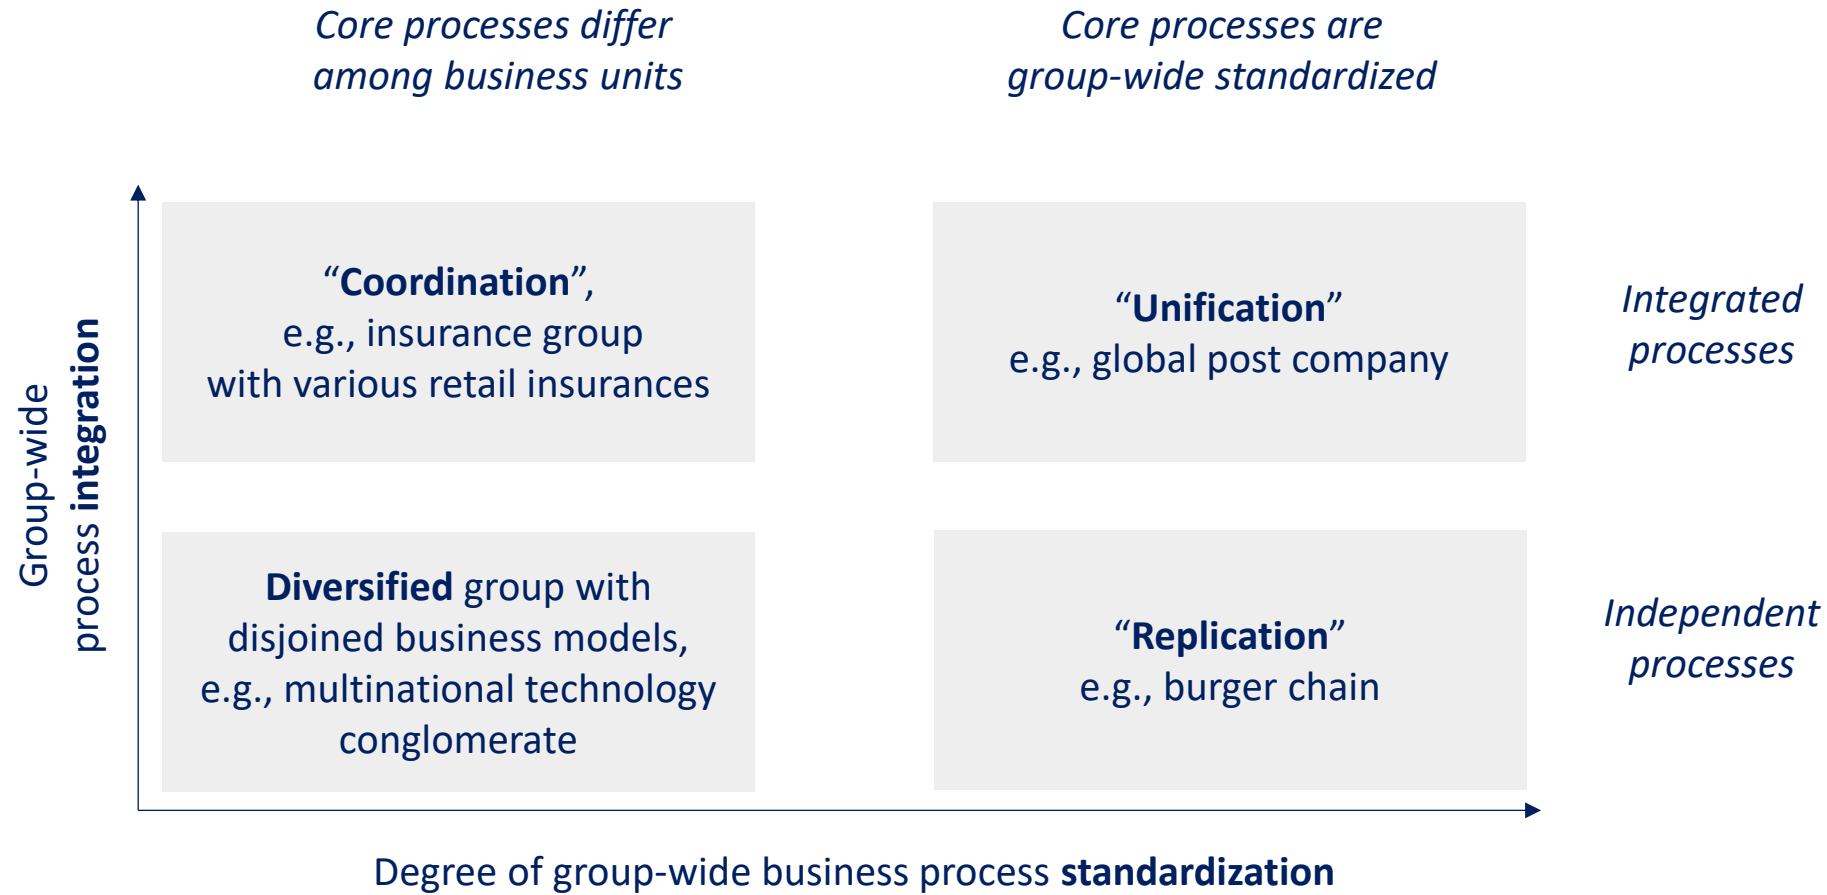 Core processes differ
among business units
Core processes are
group-wide standardized
Group-wide
process integration
“Coordination”,
e.g., insurance group
with various retail insurances
“Unification”
e.g., global post company
Integrated
processes
Diversified group with
disjoined business models,
e.g., multinational technology
conglomerate
“Replication”
e.g., burger chain
Independent
processes
Degree of group-wide business process standardization